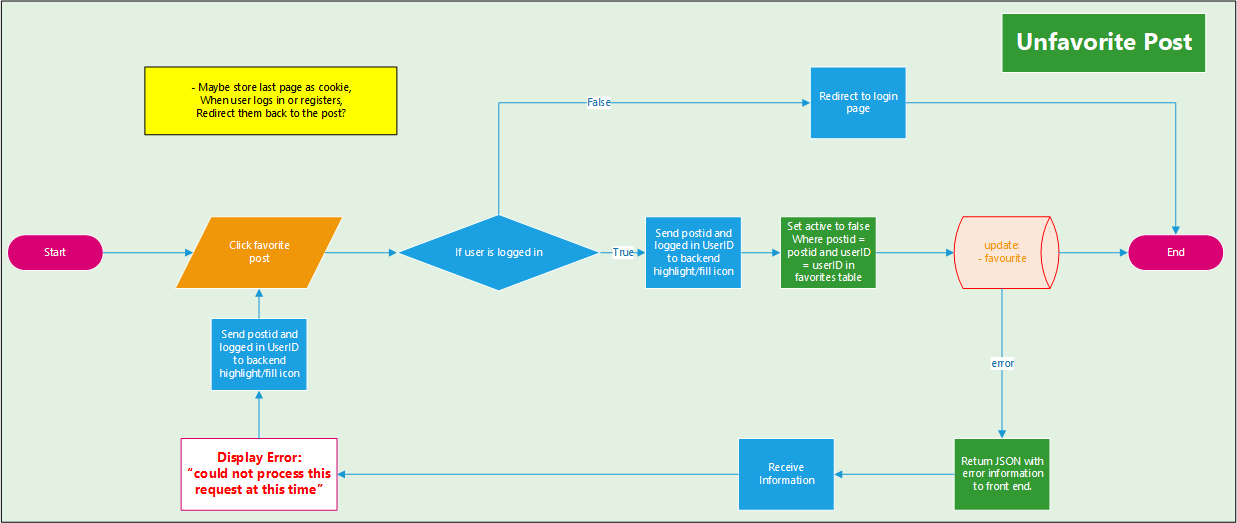 Unfavorite Post
- Maybe store last page as cookie,
When user logs in or registers,
Redirect them back to the post?
False
Redirect to login
page
Start
Click favorite
post
If user is logged in
True
Send postid and
logged in UserID
to backend
highlight/fill icon
Set active to false
Where postid =
postid and userID
= userID in
favorites table
update:
- favourite
End
Send postid and
logged in UserID
to backend
highlight/fill icon
error
Display Error:
“could not process this
request at this time”
Receive
Information
Return JSON with
error information
to front end.